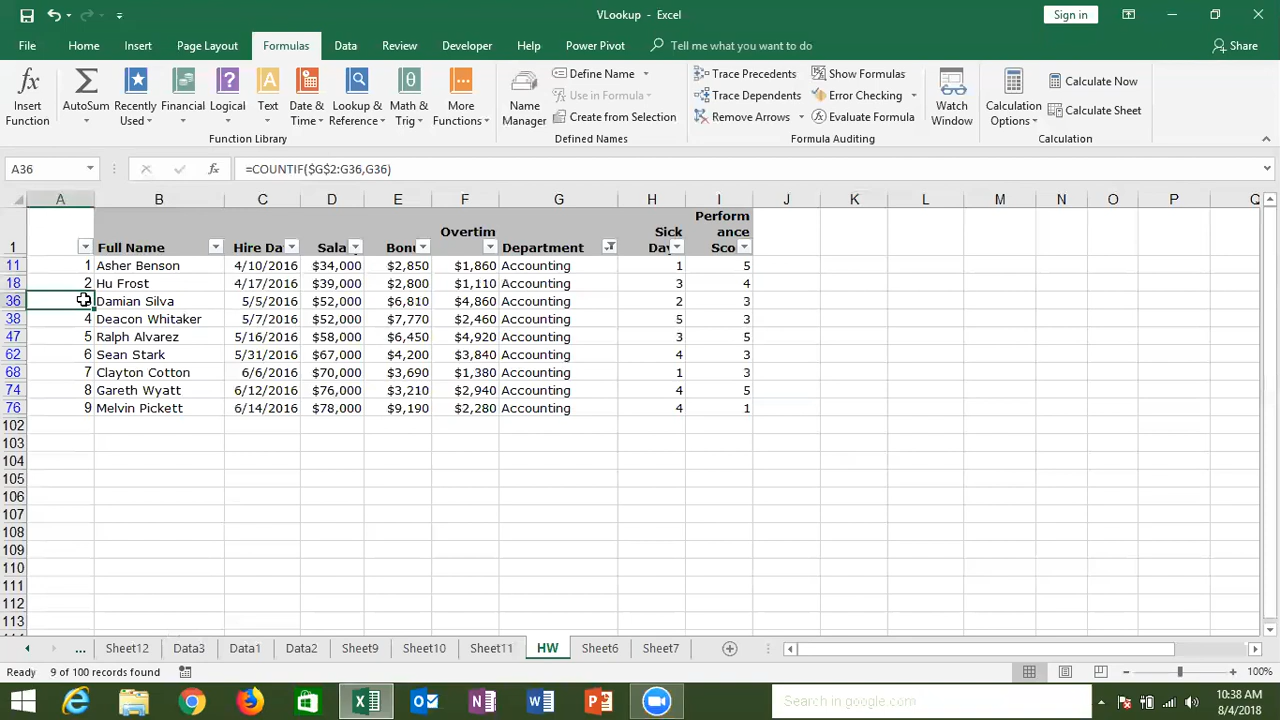 VLookup - Excel
Sign in
File Home Insert Page Layout Formulas Data Review Developer Help Power Pivot Tell me what you want to do Share
Insert Function
AutoSum
Recently Used
Financial
Logical
Text
Date & Time
Lookup & Reference
Math & Trig
More Functions
Function Library
Name Manager
Define Name
Use in Formula
Create from Selection
Defined Names
Trace Precedents
Trace Dependents
Remove Arrows
Show Formulas
Error Checking
Evaluate Formula
Formula Auditing
Watch Window
Calculation Options
Calculate Now
Calculate Sheet
Calculation
A36 fx =COUNTIF($G$2:G36,G36)
A B C D E F G H I J K L M N O P Q
1 Full Name Hire Da Sala Bonu Overtim Department Sick Day Perform ance Sco
11 1 Asher Benson 4/10/2016 $34,000 $2,850 $1,860 Accounting 1 5
18 2 Hu Frost 4/17/2016 $39,000 $2,800 $1,110 Accounting 3 4
36 Damian Silva 5/5/2016 $52,000 $6,810 $4,860 Accounting 2 3
38 4 Deacon Whitaker 5/7/2016 $52,000 $7,770 $2,460 Accounting 5 3
47 5 Ralph Alvarez 5/16/2016 $58,000 $6,450 $4,920 Accounting 3 5
62 6 Sean Stark 5/31/2016 $67,000 $4,200 $3,840 Accounting 4 3
68 7 Clayton Cotton 6/6/2016 $70,000 $3,690 $1,380 Accounting 1 3
74 8 Gareth Wyatt 6/12/2016 $76,000 $3,210 $2,940 Accounting 4 5
76 9 Melvin Pickett 6/14/2016 $78,000 $9,190 $2,280 Accounting 4 1
102
103
104
105
106
107
108
109
110
111
112
113
... Sheet12 Data3 Data1 Data2 Sheet9 Sheet10 Sheet11 HW Sheet6 Sheet7
Ready 9 of 100 records found 100%
Search in google.com
10:38 AM
8/4/2018